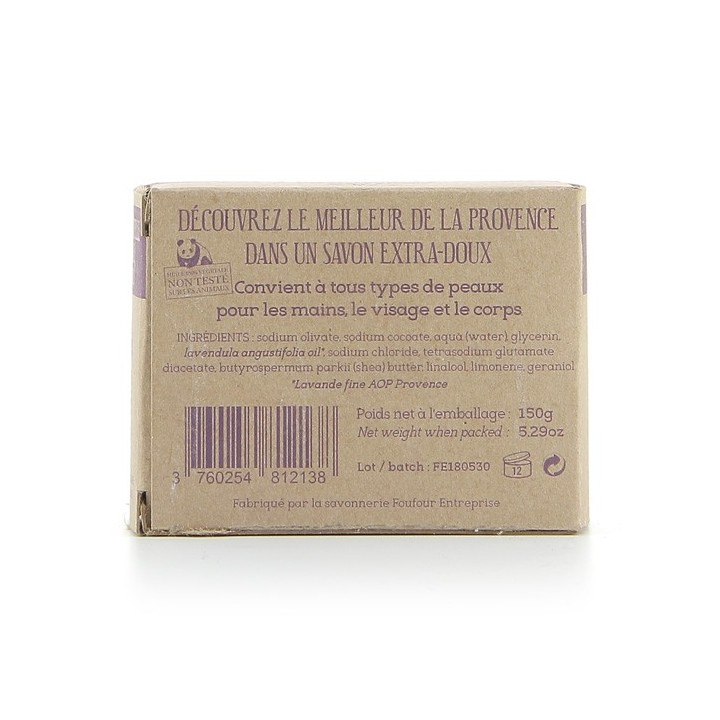 DÉCOUVREZ LE MEILLEUR DE LA PROVENCE
DANS UN SAVON EXTRA-DOUX
NON TESTÉ
SUR LES ANIMAUX
Convient à tous types de peaux
pour les mains, le visage et le corps
INGRÉDIENTS : sodium olivate, sodium cocoate, aqua (water), glycerin,
lavendula angustifolia oil*, sodium chloride, tetrasodium glutamate
diacetate, butyrospermum parkii (shea) butter, linalool, limonene, geraniol
*Lavande fine AOP Provence
Poids net à l'emballage : 150g
Net weight when packed : 5.29oz
3 760254 812138
Lot / batch : FE180530
12
Fabriqué par la savonnerie Foufour Entreprise